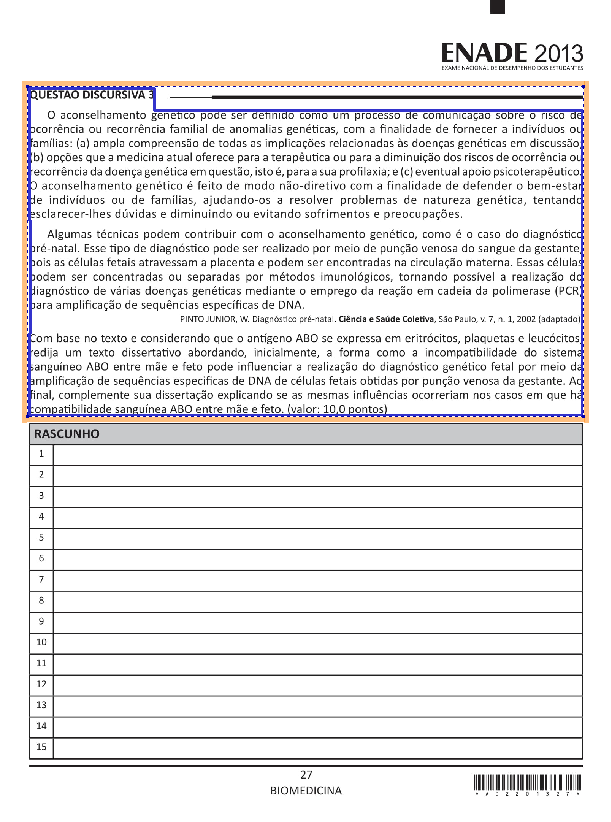 ENADE 2013
EXAME NACIONAL DE DESEMPENHO DOS ESTUDANTES
QUESTÃO DISCURSIVA 3
O aconselhamento genético pode ser definido como um processo de comunicação sobre o risco de
ocorrência ou recorrência familial de anomalias genéticas, com a finalidade de fornecer a indivíduos ou
famílias: (a) ampla compreensão de todas as implicações relacionadas às doenças genéticas em discussão;
(b) opções que a medicina atual oferece para a terapêutica ou para a diminuição dos riscos de ocorrência ou
recorrência da doença genética em questão, isto é, para a sua profilaxia; e (c) eventual apoio psicoterapêutico.
O aconselhamento genético é feito de modo não-diretivo com a finalidade de defender o bem-estar
de indivíduos ou de famílias, ajudando-os a resolver problemas de natureza genética, tentando
esclarecer-lhes dúvidas e diminuindo ou evitando sofrimentos e preocupações.
Algumas técnicas podem contribuir com o aconselhamento genético, como é o caso do diagnóstico
pré-natal. Esse tipo de diagnóstico pode ser realizado por meio de punção venosa do sangue da gestante,
pois as células fetais atravessam a placenta e podem ser encontradas na circulação materna. Essas células
podem ser concentradas ou separadas por métodos imunológicos, tornando possível a realização do
diagnóstico de várias doenças genéticas mediante o emprego da reação em cadeia da polimerase (PCR)
para amplificação de sequências específicas de DNA.
PINTO JUNIOR, W. Diagnóstico pré-natal. Ciência e Saúde Coletiva, São Paulo, v. 7, n. 1, 2002 (adaptado).
Com base no texto e considerando que o antígeno ABO se expressa em eritrócitos, plaquetas e leucócitos,
redija um texto dissertativo abordando, inicialmente, a forma como a incompatibilidade do sistema
sanguíneo ABO entre mãe e feto pode influenciar a realização do diagnóstico genético fetal por meio da
amplificação de sequências especificas de DNA de células fetais obtidas por punção venosa da gestante. Ao
final, complemente sua dissertação explicando se as mesmas influências ocorreriam nos casos em que há
compatibilidade sanguínea ABO entre mãe e feto. (valor: 10,0 pontos)
RASCUNHO
1
2
3
4
5
6
7
8
9
10
11
12
13
14
15
27
BIOMEDICINA